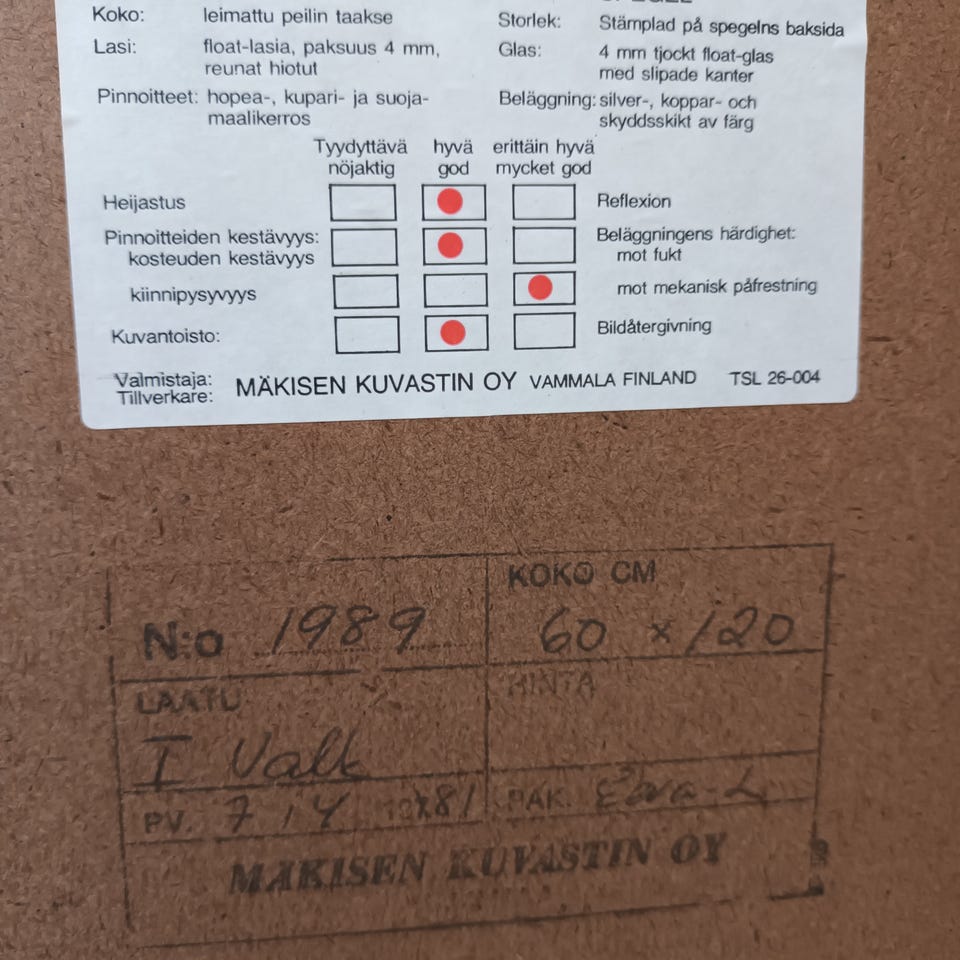 Koko: leimattu peilin taakse
Storlek: Stämplad på spegelns baksida
Lasi: float-lasia, paksuus 4 mm,
reunat hiotut
Glas: 4 mm tjockt float-glas
med slipade kanter
Pinnoitteet: hopea-, kupari- ja suoja-
maalikerros
Beläggning: silver-, koppar- och
skyddsskikt av färg
Tyydyttävä hyvä erittäin hyvä
nöjaktig god mycket god
Heijastus Reflexion
Pinnoitteiden kestävyys: Beläggningens härdighet:
kosteuden kestävyys mot fukt
kiinnipysyvyys mot mekanisk påfrestning
Kuvantoisto: Bildåtergivning
Valmistaja:
Tillverkare: MÄKISEN KUVASTIN OY VAMMALA FINLAND TSL 26-004
N:o 1989 KOKO CM
60 x 120
LAATU HINTA
I Valk
PV. 7 / 4 1981 PAK.
MÄKISEN KUVASTIN OY